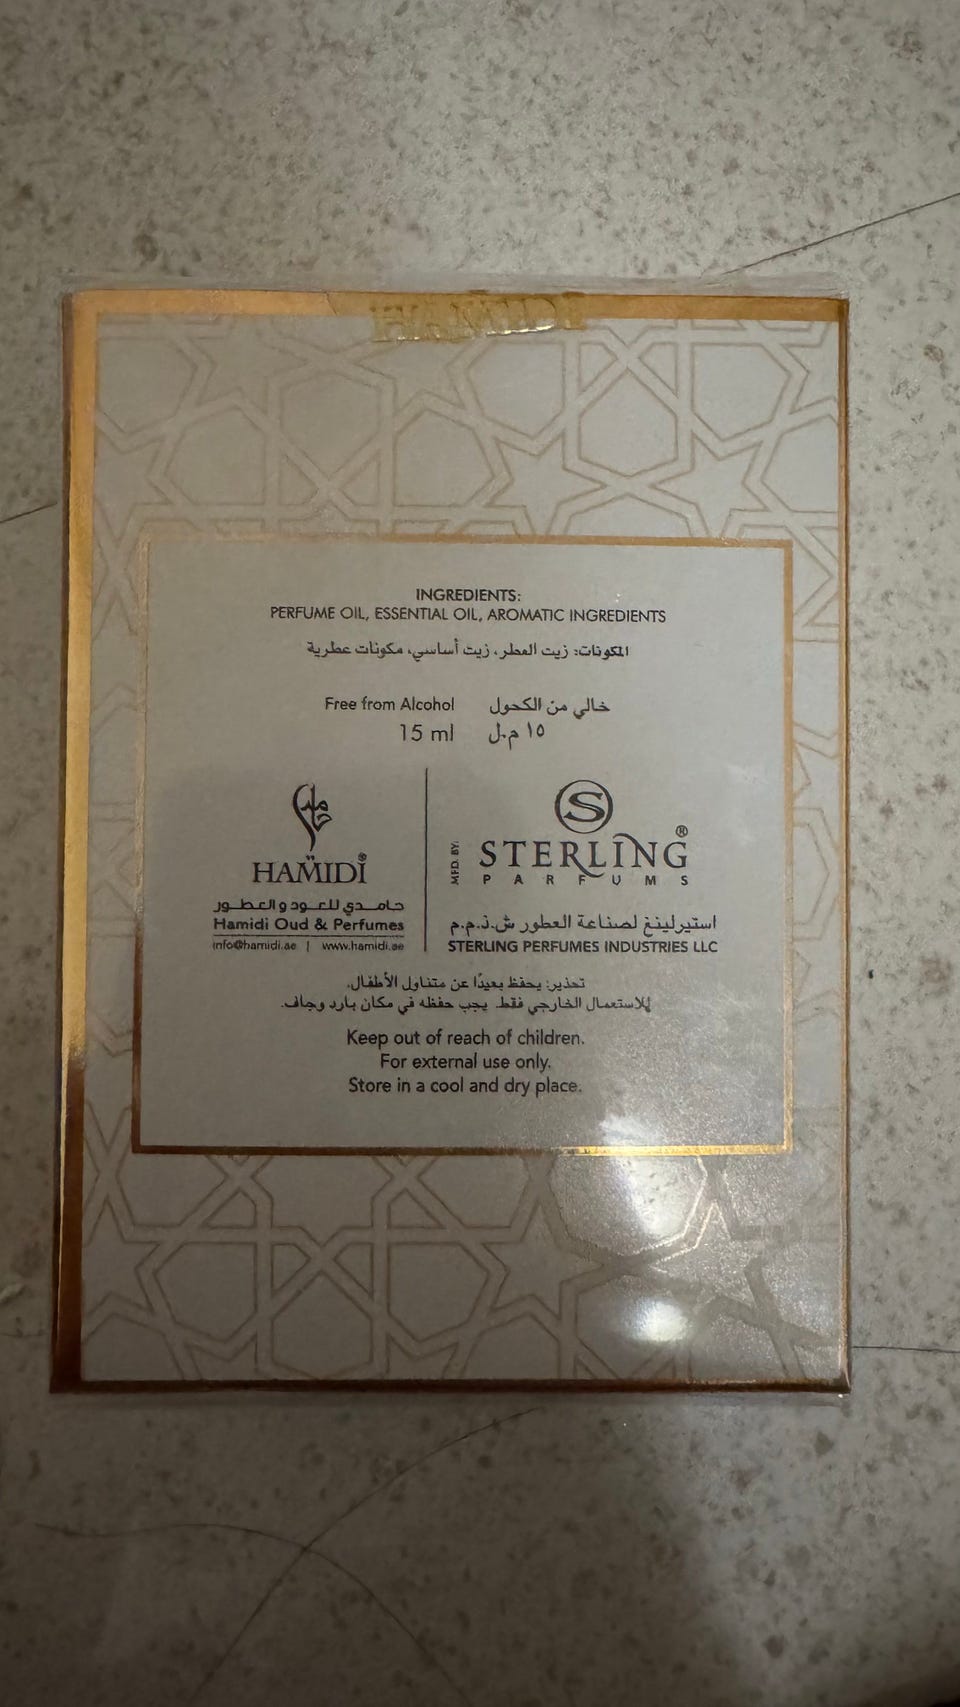 HAMIDI
INGREDIENTS:
PERFUME OIL, ESSENTIAL OIL, AROMATIC INGREDIENTS
المكونات: زيت العطر، زيت أساسي، مكونات عطرية
Free from Alcohol خالي من الكحول
15 ml ١٥ م.ل
حامدي
HAMIDI®
حامدي للعود والعطور
Hamidi Oud & Perfumes
info@hamidi.ae | www.hamidi.ae
S
MFD. BY:
STERLING®
PARFUMS
استيرلينغ لصناعة العطور ش.ذ.م.م
STERLING PERFUMES INDUSTRIES LLC
تحذير: يحفظ بعيدًا عن متناول الأطفال.
للاستعمال الخارجي فقط. يجب حفظه في مكان بارد وجاف.
Keep out of reach of children.
For external use only.
Store in a cool and dry place.